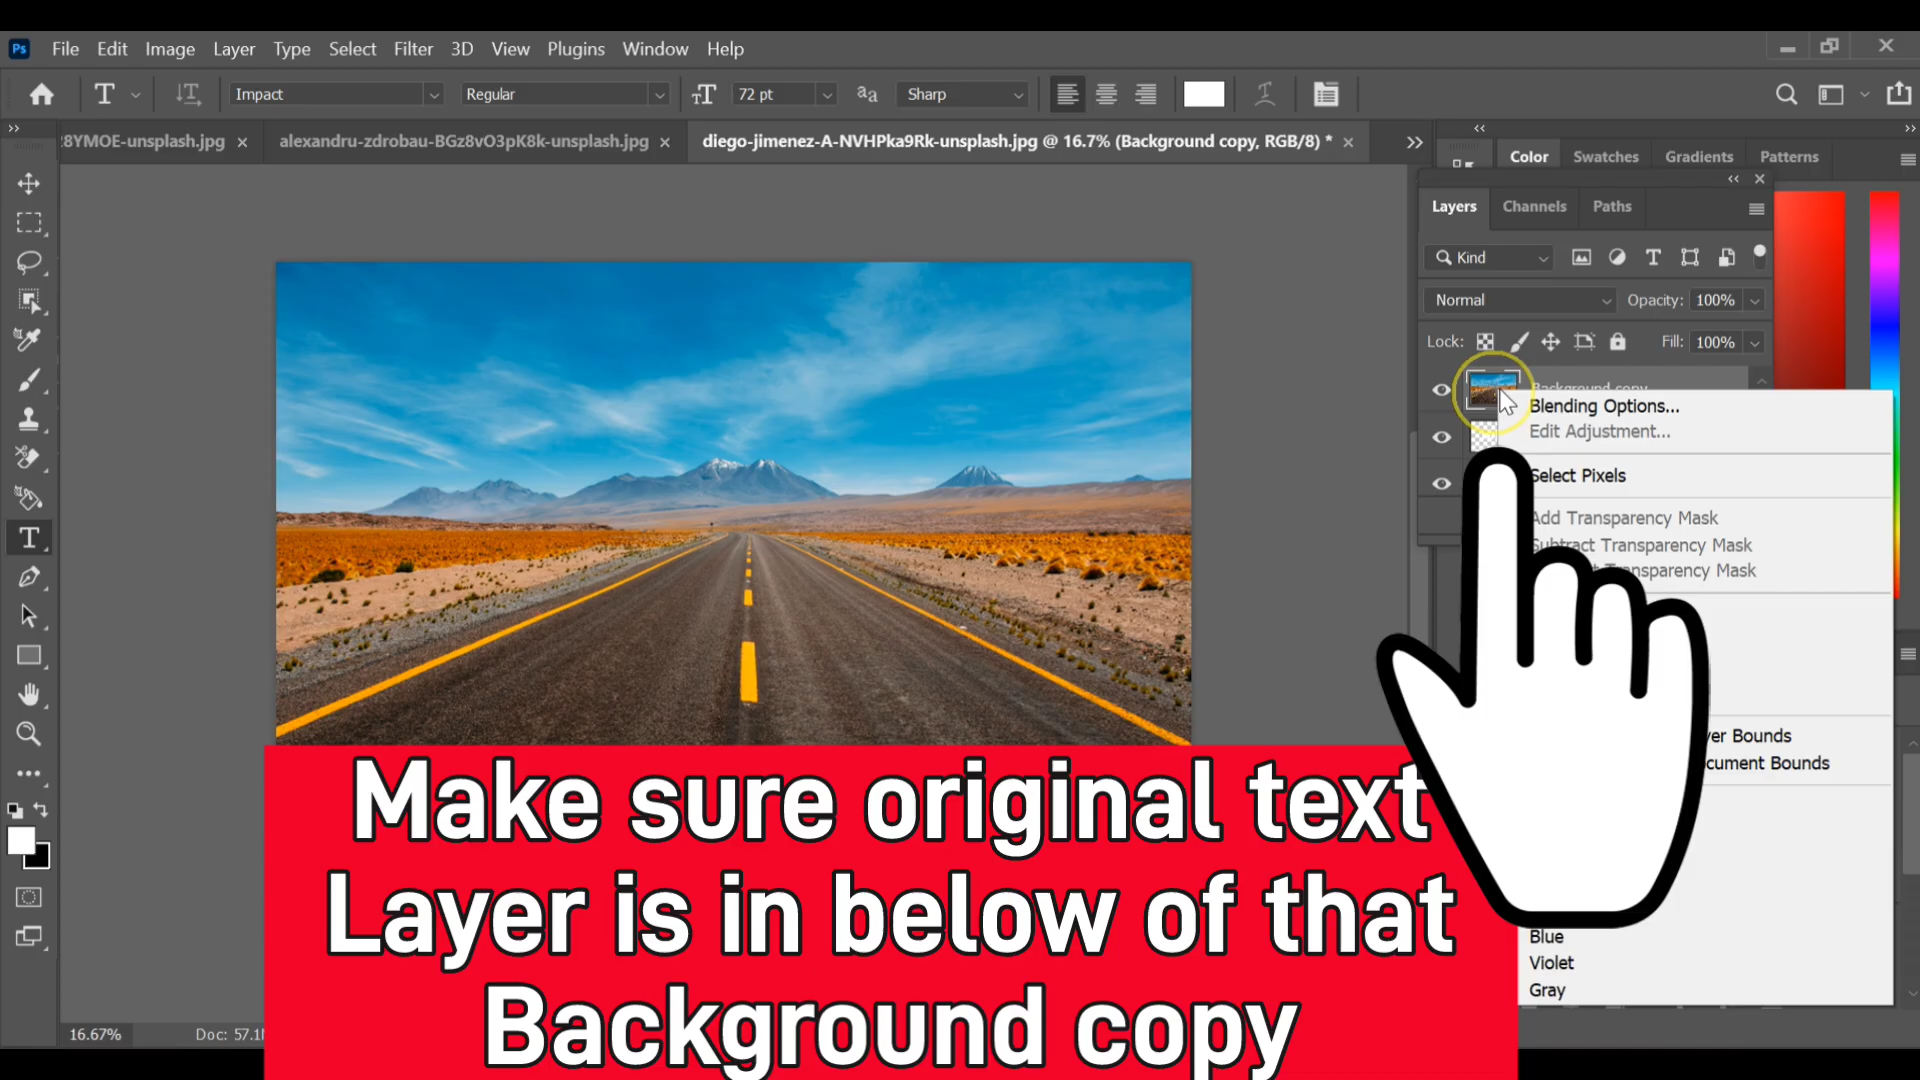 Ps File Edit Image Layer Type Select Filter 3D View Plugins Window Help
T Impact Regular 72 pt aa Sharp
8YMOE-unsplash.jpg × alexandru-zdrobau-BGz8vO3pK8k-unsplash.jpg × diego-jimenez-A-NVHPka9Rk-unsplash.jpg @ 16.7% (Background copy, RGB/8) * ×
Color Swatches Gradients Patterns
Layers Channels Paths
Kind
Normal Opacity: 100%
Lock: Fill: 100%
Background copy
Blending Options...
Edit Adjustment...
Select Pixels
Add Transparency Mask
Subtract Transparency Mask
Transparency Mask
Bounds
Bounds
Blue
Violet
Gray
Make sure original text
Layer is in below of that
Background copy
16.67% Doc: 57.1